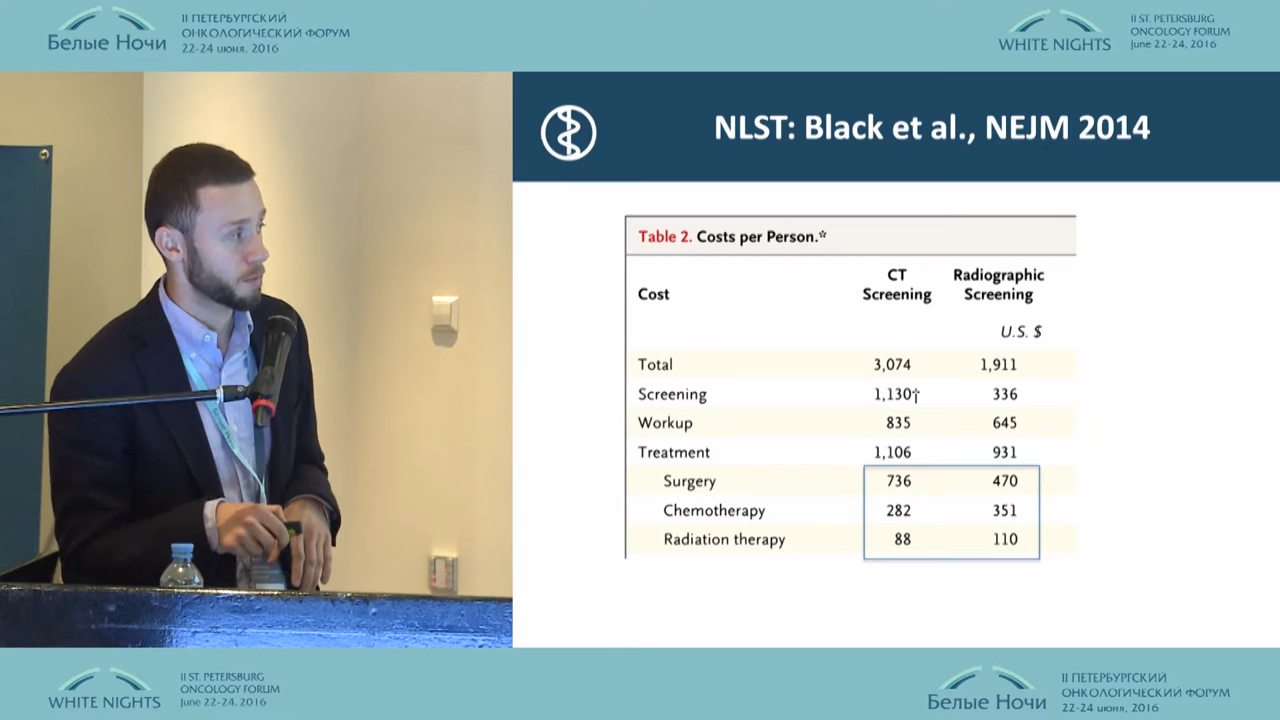 II ПЕТЕРБУРГСКИЙ
ОНКОЛОГИЧЕСКИЙ ФОРУМ
22-24 июня, 2016
Белые Ночи
WHITE NIGHTS
II ST. PETERSBURG
ONCOLOGY FORUM
June 22-24, 2016
NLST: Black et al., NEJM 2014
Table 2. Costs per Person.*
Cost CT Screening Radiographic Screening
U.S. $
Total 3,074 1,911
Screening 1,130† 336
Workup 835 645
Treatment 1,106 931
Surgery 736 470
Chemotherapy 282 351
Radiation therapy 88 110
WHITE NIGHTS
II ST. PETERSBURG
ONCOLOGY FORUM
June 22-24, 2016
Белые Ночи
II ПЕТЕРБУРГСКИЙ
ОНКОЛОГИЧЕСКИЙ ФОРУМ
22-24 июня, 2016